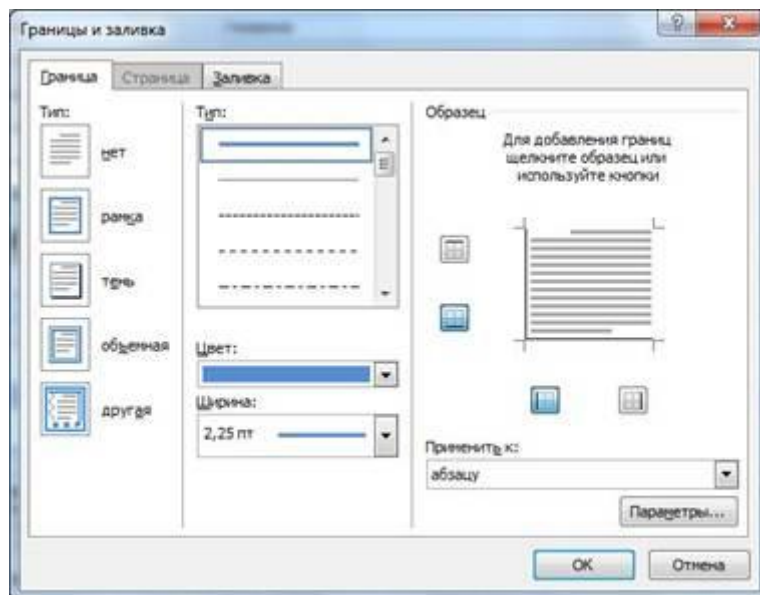 Границы и заливка
Граница
Страница
Заливка
Тип:
нет
рамка
тень
объемная
другая
Тип:
Цвет:
Ширина:
2,25 пт
Образец
Для добавления границ
щелкните образец или
используйте кнопки
Применить к:
абзацу
Параметры...
ОК
Отмена